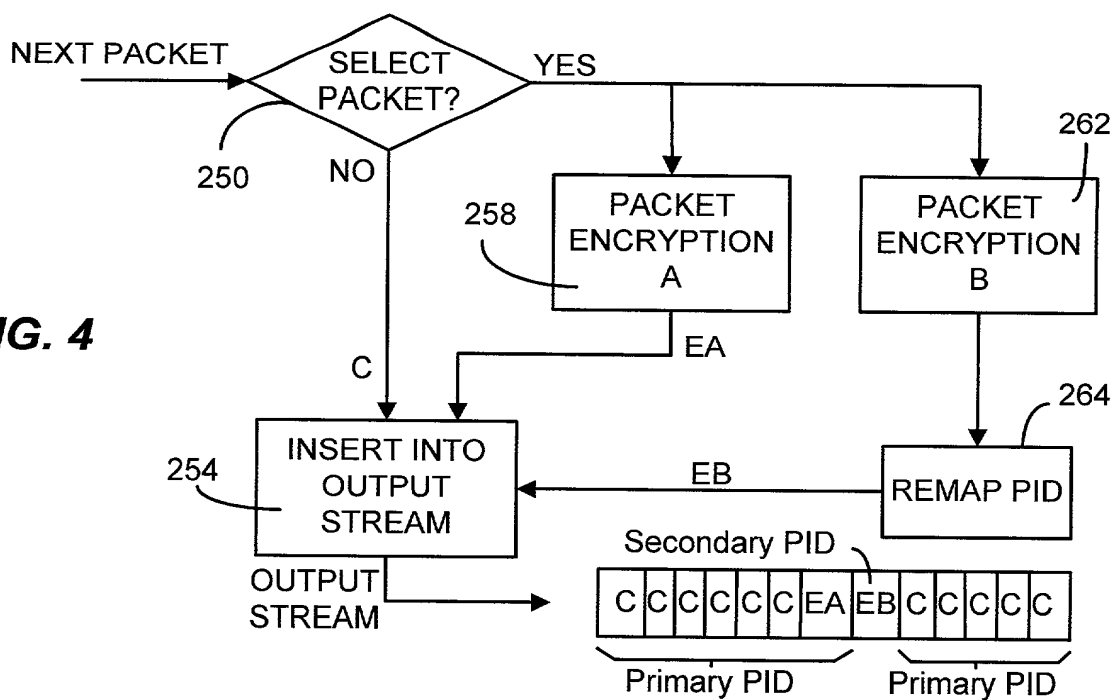 NEXT PACKET
SELECT
PACKET?
YES
NO
250
262
258
PACKET
ENCRYPTION
A
PACKET
ENCRYPTION
B
IG. 4
C
EA
264
254
INSERT INTO
OUTPUT
STREAM
EB
REMAP PID
Secondary PID
OUTPUT
STREAM
C C C C C C EA EB C C C C C
Primary PID
Primary PID